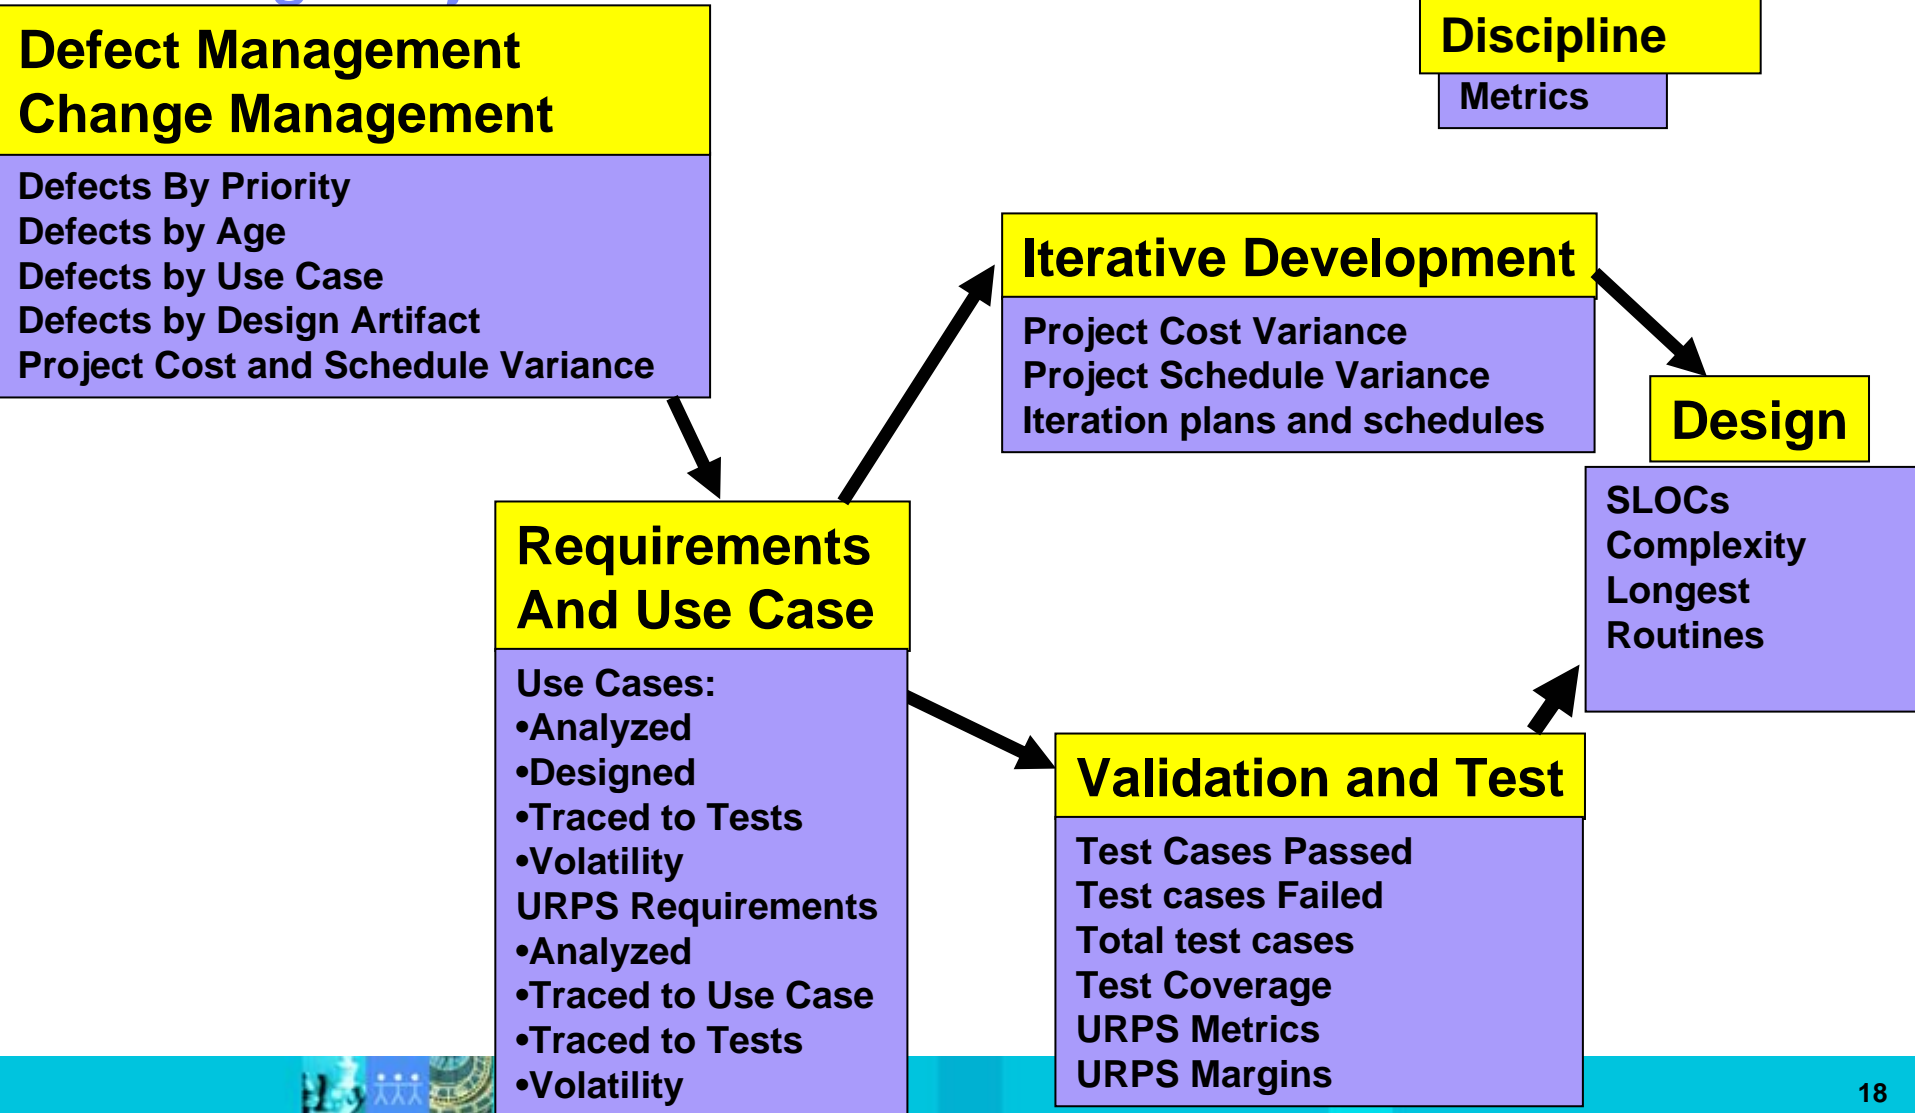 Defect Management
Change Management
Defects By Priority
Defects by Age
Defects by Use Case
Defects by Design Artifact
Project Cost and Schedule Variance
Discipline
Metrics
Iterative Development
Project Cost Variance
Project Schedule Variance
Iteration plans and schedules
Design
SLOCs
Complexity
Longest
Routines
Requirements
And Use Case
Use Cases:
•Analyzed
•Designed
•Traced to Tests
•Volatility
URPS Requirements
•Analyzed
•Traced to Use Case
•Traced to Tests
•Volatility
Validation and Test
Test Cases Passed
Test cases Failed
Total test cases
Test Coverage
URPS Metrics
URPS Margins
18